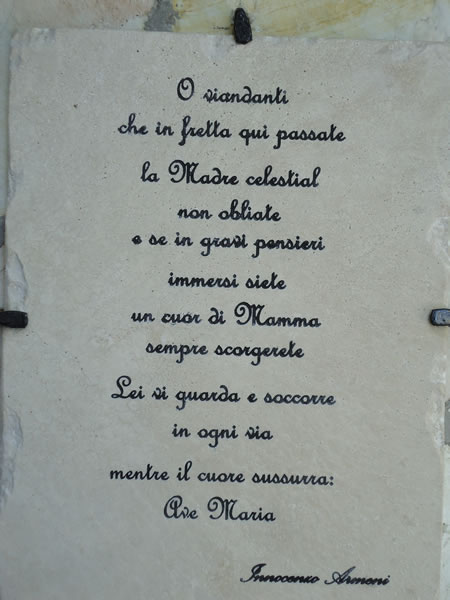 O viandanti
che in fretta qui passate
la Madre celestial
non obliate
e se in gravi pensieri
immersi siete
un cuor di Mamma
sempre scorgerete
Lei vi guarda e soccorre
in ogni via
mentre il cuore sussurra:
Ave Maria
Innocenzo Armeni